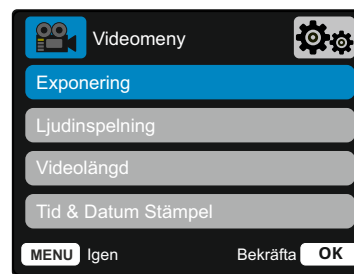 Videomeny
Exponering
Ljudinspelning
Videolängd
Tid & Datum Stämpel
MENU Igen Bekräfta OK